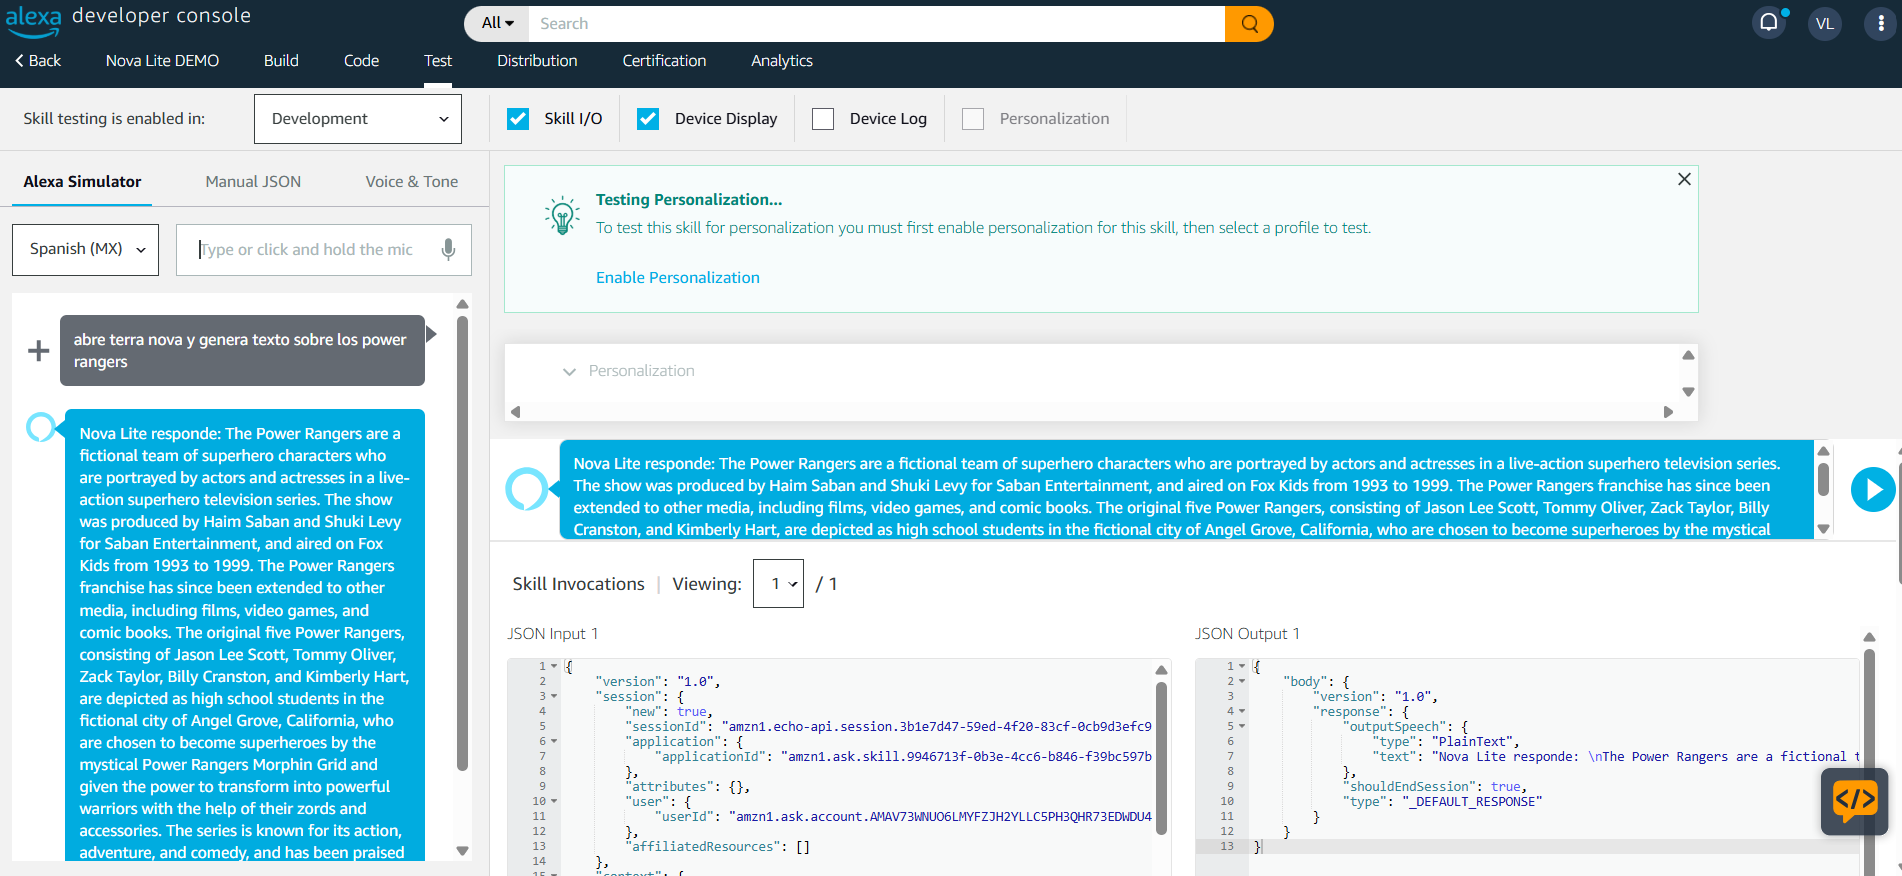 alexa developer console
All
Search
VL
Back
Nova Lite DEMO
Build
Code
Test
Distribution
Certification
Analytics
Skill testing is enabled in:
Development
Skill I/O
Device Display
Device Log
Personalization
Alexa Simulator
Manual JSON
Voice & Tone
Spanish (MX)
Type or click and hold the mic
abre terra nova y genera texto sobre los power
rangers
Nova Lite responde: The Power Rangers are a
fictional team of superhero characters who
are portrayed by actors and actresses in a live-
action superhero television series. The show
was produced by Haim Saban and Shuki Levy
for Saban Entertainment, and aired on Fox
Kids from 1993 to 1999. The Power Rangers
franchise has since been extended to other
media, including films, video games, and
comic books. The original five Power Rangers,
consisting of Jason Lee Scott, Tommy Oliver,
Zack Taylor, Billy Cranston, and Kimberly Hart,
are depicted as high school students in the
fictional city of Angel Grove, California, who
are chosen to become superheroes by the
mystical Power Rangers Morphin Grid and
given the power to transform into powerful
warriors with the help of their zords and
accessories. The series is known for its action,
adventure, and comedy, and has been praised
Testing Personalization...
To test this skill for personalization you must first enable personalization for this skill, then select a profile to test.
Enable Personalization
Personalization
Nova Lite responde: The Power Rangers are a fictional team of superhero characters who are portrayed by actors and actresses in a live-action superhero television series.
The show was produced by Haim Saban and Shuki Levy for Saban Entertainment, and aired on Fox Kids from 1993 to 1999. The Power Rangers franchise has since been
extended to other media, including films, video games, and comic books. The original five Power Rangers, consisting of Jason Lee Scott, Tommy Oliver, Zack Taylor, Billy
Cranston, and Kimberly Hart, are depicted as high school students in the fictional city of Angel Grove, California, who are chosen to become superheroes by the mystical
Skill Invocations | Viewing: 1 / 1
JSON Input 1
1 {
2 "version": "1.0",
3 "session": {
4 "new": true,
5 "sessionId": "amzn1.echo-api.session.3b1e7d47-59ed-4f20-83cf-0cb9d3efc9
6 "application": {
7 "applicationId": "amzn1.ask.skill.9946713f-0b3e-4cc6-b846-f39bc597b
8 },
9 "attributes": {},
10 "user": {
11 "userId": "amzn1.ask.account.AMAV73WNUO6LMYFZJH2YLLC5PH3QHR73EDWDU4
12 },
13 "affiliatedResources": []
14 },
15 "context": {
JSON Output 1
1 {
2 "body": {
3 "version": "1.0",
4 "response": {
5 "outputSpeech": {
6 "type": "PlainText",
7 "text": "Nova Lite responde: \nThe Power Rangers are a fictional t
8 },
9 "shouldEndSession": true,
10 "type": "_DEFAULT_RESPONSE"
11 }
12 }
13 }